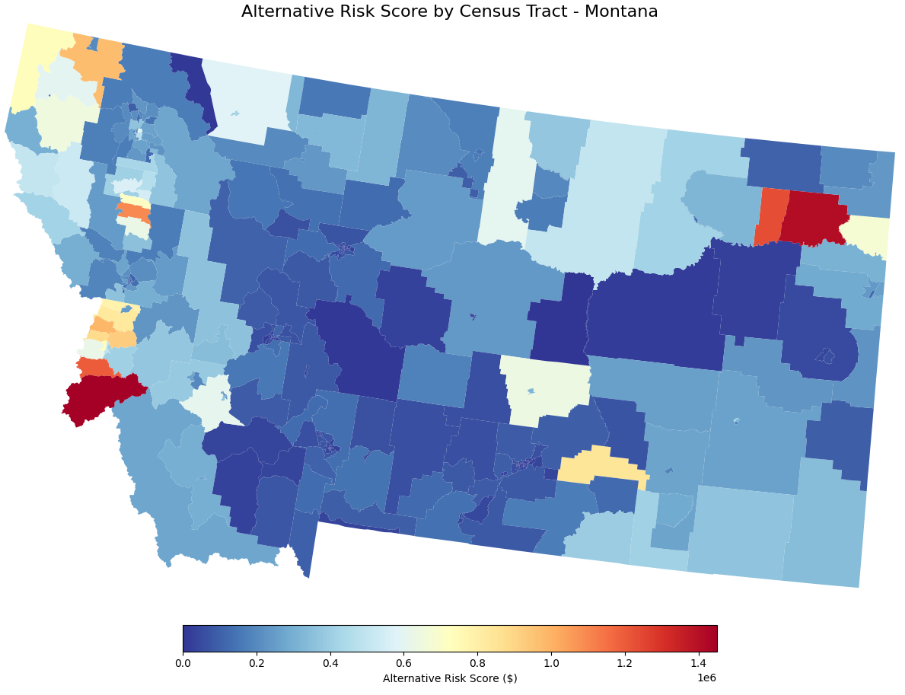 Alternative Risk Score by Census Tract - Montana
0.0 0.2 0.4 0.6 0.8 1.0 1.2 1.4
1e6
Alternative Risk Score ($)